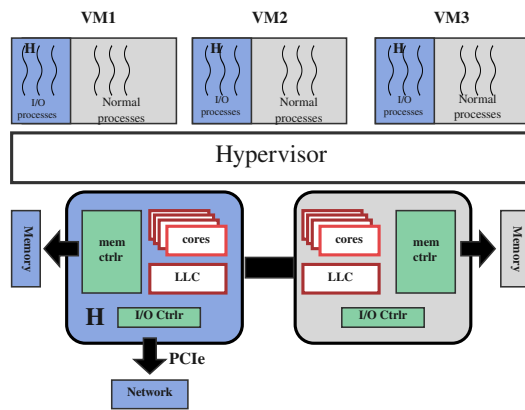 VM1 VM2 VM3
H H H
I/O processes Normal processes I/O processes Normal processes I/O processes Normal processes
Hypervisor
Memory
mem ctrlr
cores
LLC
I/O Ctrlr
H
cores
LLC
mem ctrlr
I/O Ctrlr
Memory
PCIe
Network